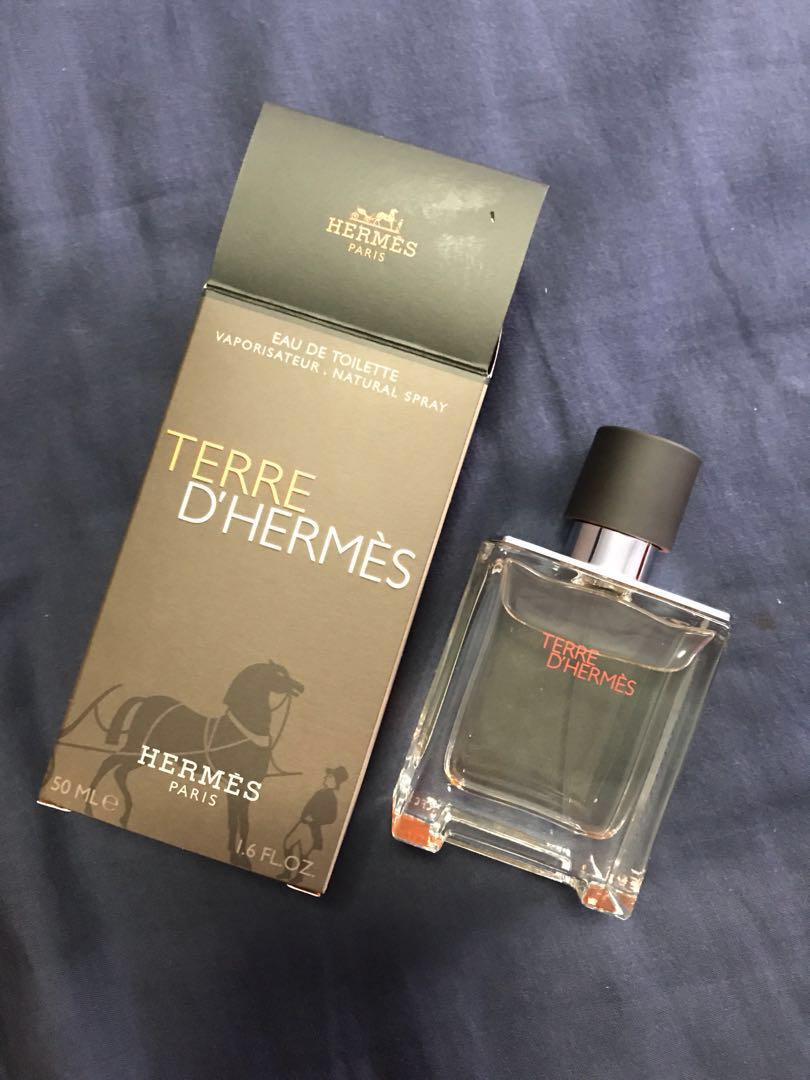 HERMÈS
PARIS
EAU DE TOILETTE
VAPORISATEUR . NATURAL SPRAY
TERRE
D'HERMÈS
HERMÈS
PARIS
50 ML e
1.6 FL.OZ.
TERRE
D'HERMÈS